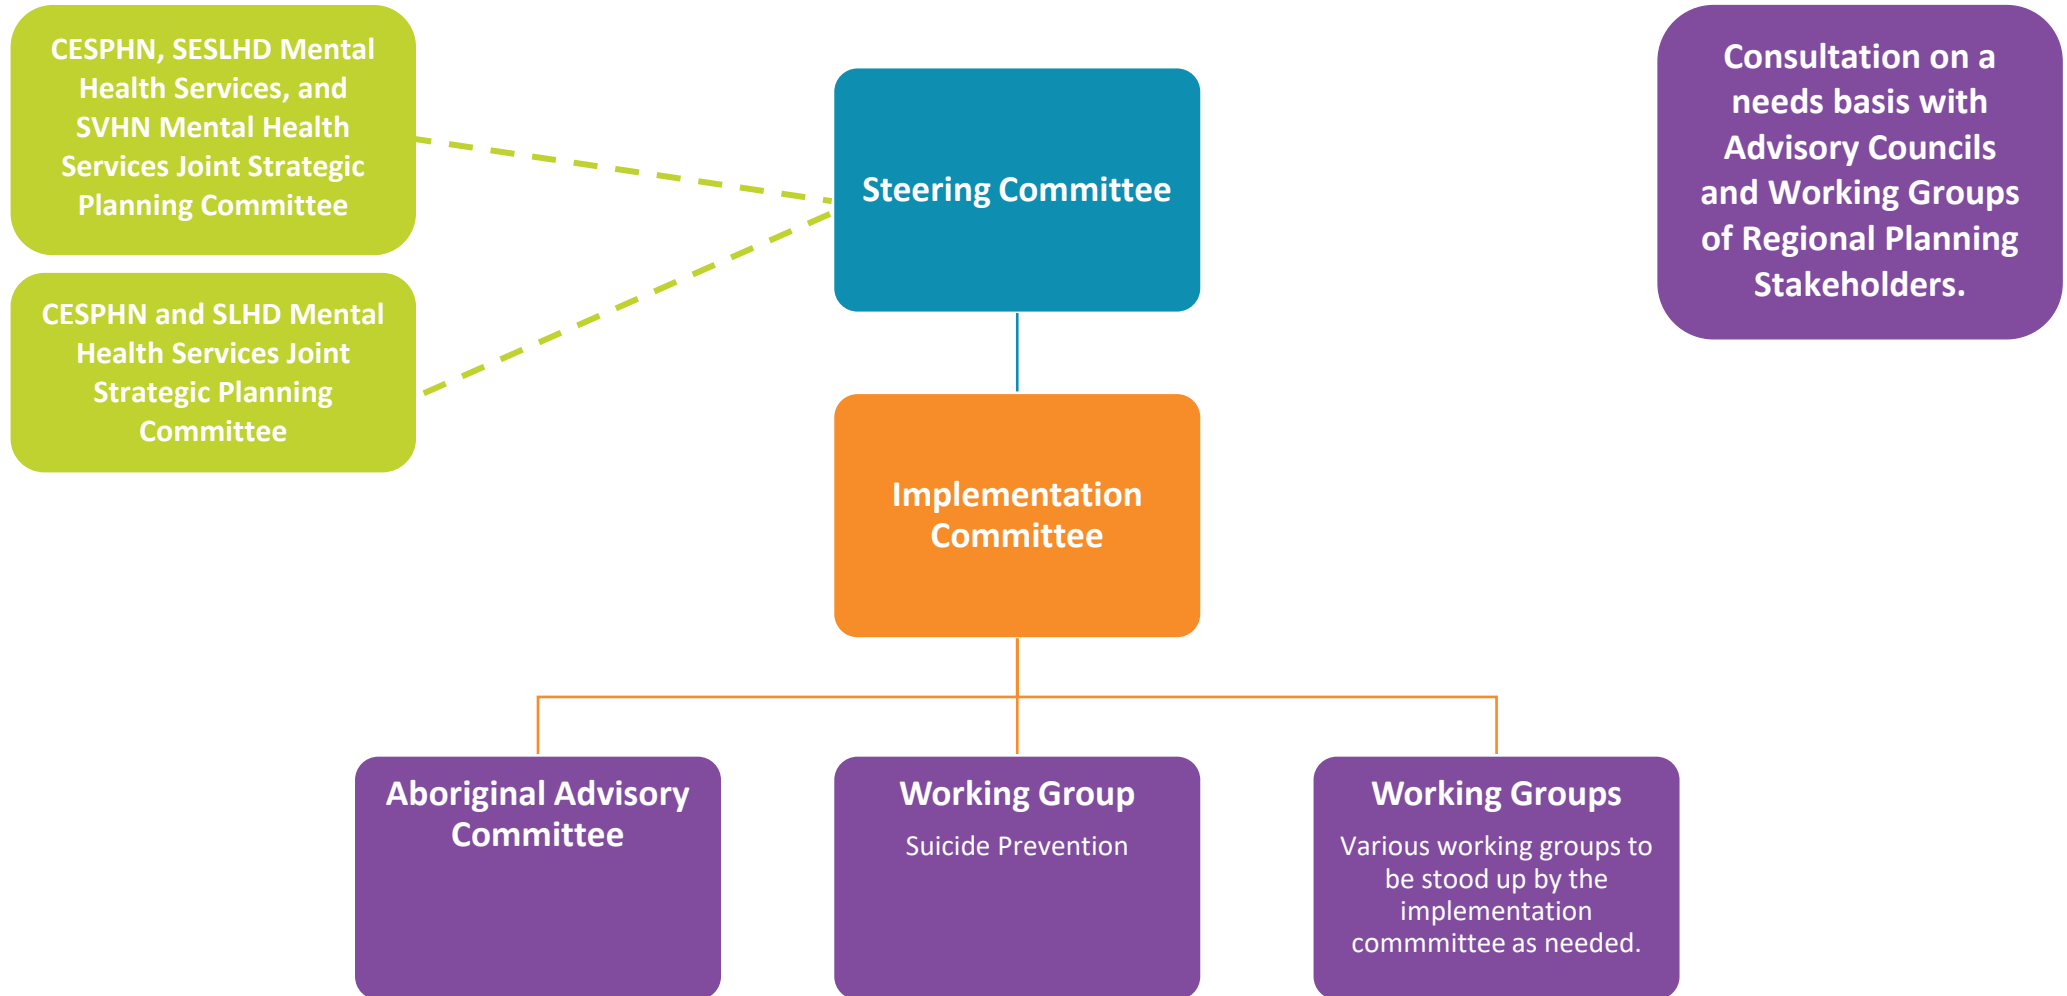 CESPHN, SESLHD Mental
Health Services, and
SVHN Mental Health
Services Joint Strategic
Planning Committee
CESPHN and SLHD Mental
Health Services Joint
Strategic Planning
Committee
Steering Committee
Consultation on a
needs basis with
Advisory Councils
and Working Groups
of Regional Planning
Stakeholders.
Implementation
Committee
Aboriginal Advisory
Committee
Working Group
Suicide Prevention
Working Groups
Various working groups to
be stood up by the
implementation
commmittee as needed.